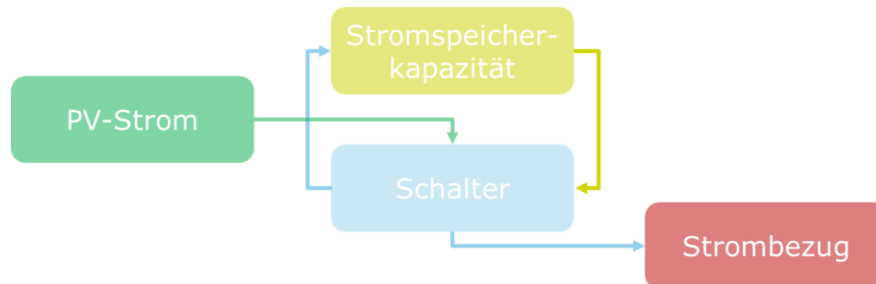 Stromspeicher-
kapazität
PV-Strom
Schalter
Strombezug